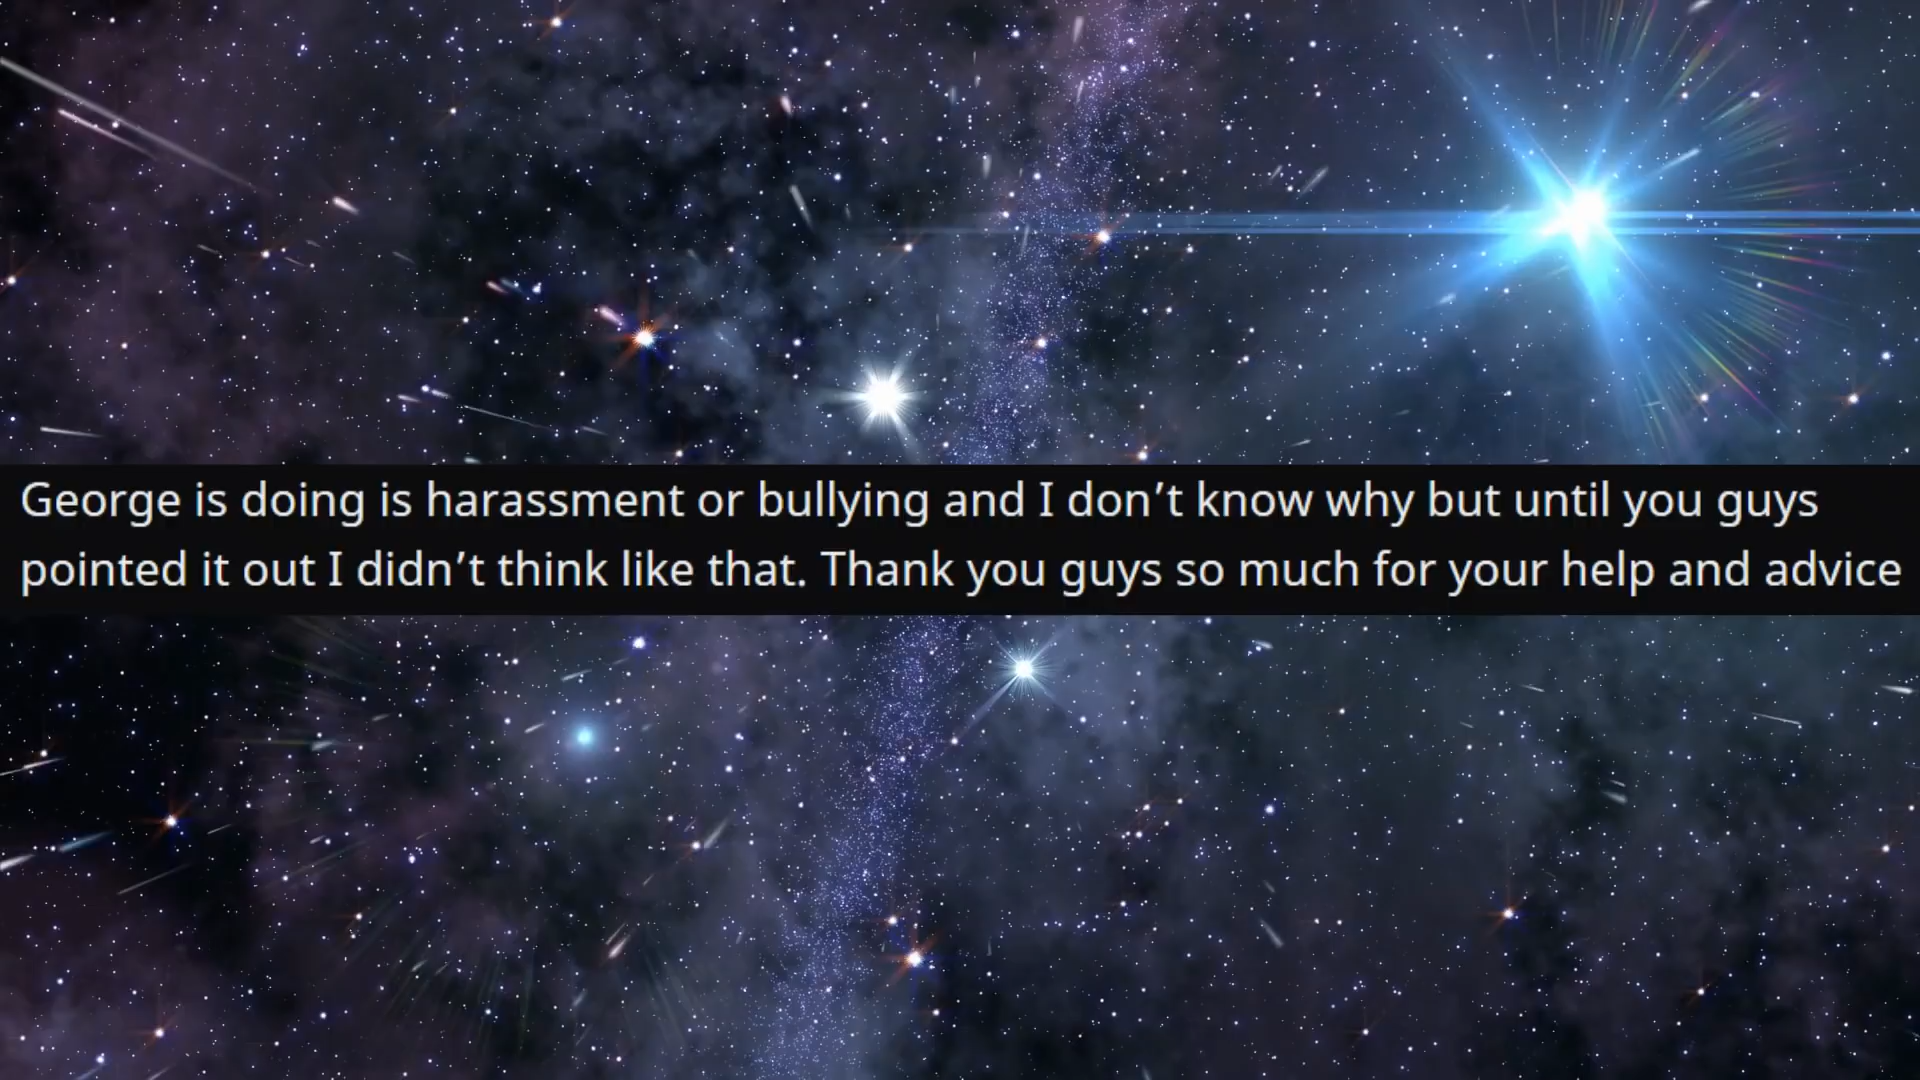 George is doing is harassment or bullying and I don’t know why but until you guys
pointed it out I didn’t think like that. Thank you guys so much for your help and advice